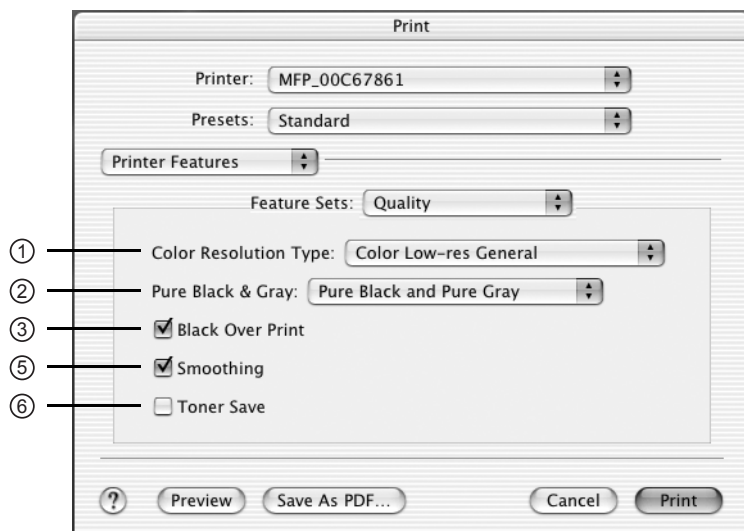 Print
Printer: MFP_00C67861
Presets: Standard
Printer Features
Feature Sets: Quality
① Color Resolution Type: Color Low-res General
② Pure Black & Gray: Pure Black and Pure Gray
③ Black Over Print
⑤ Smoothing
⑥ Toner Save
? Preview Save As PDF... Cancel Print